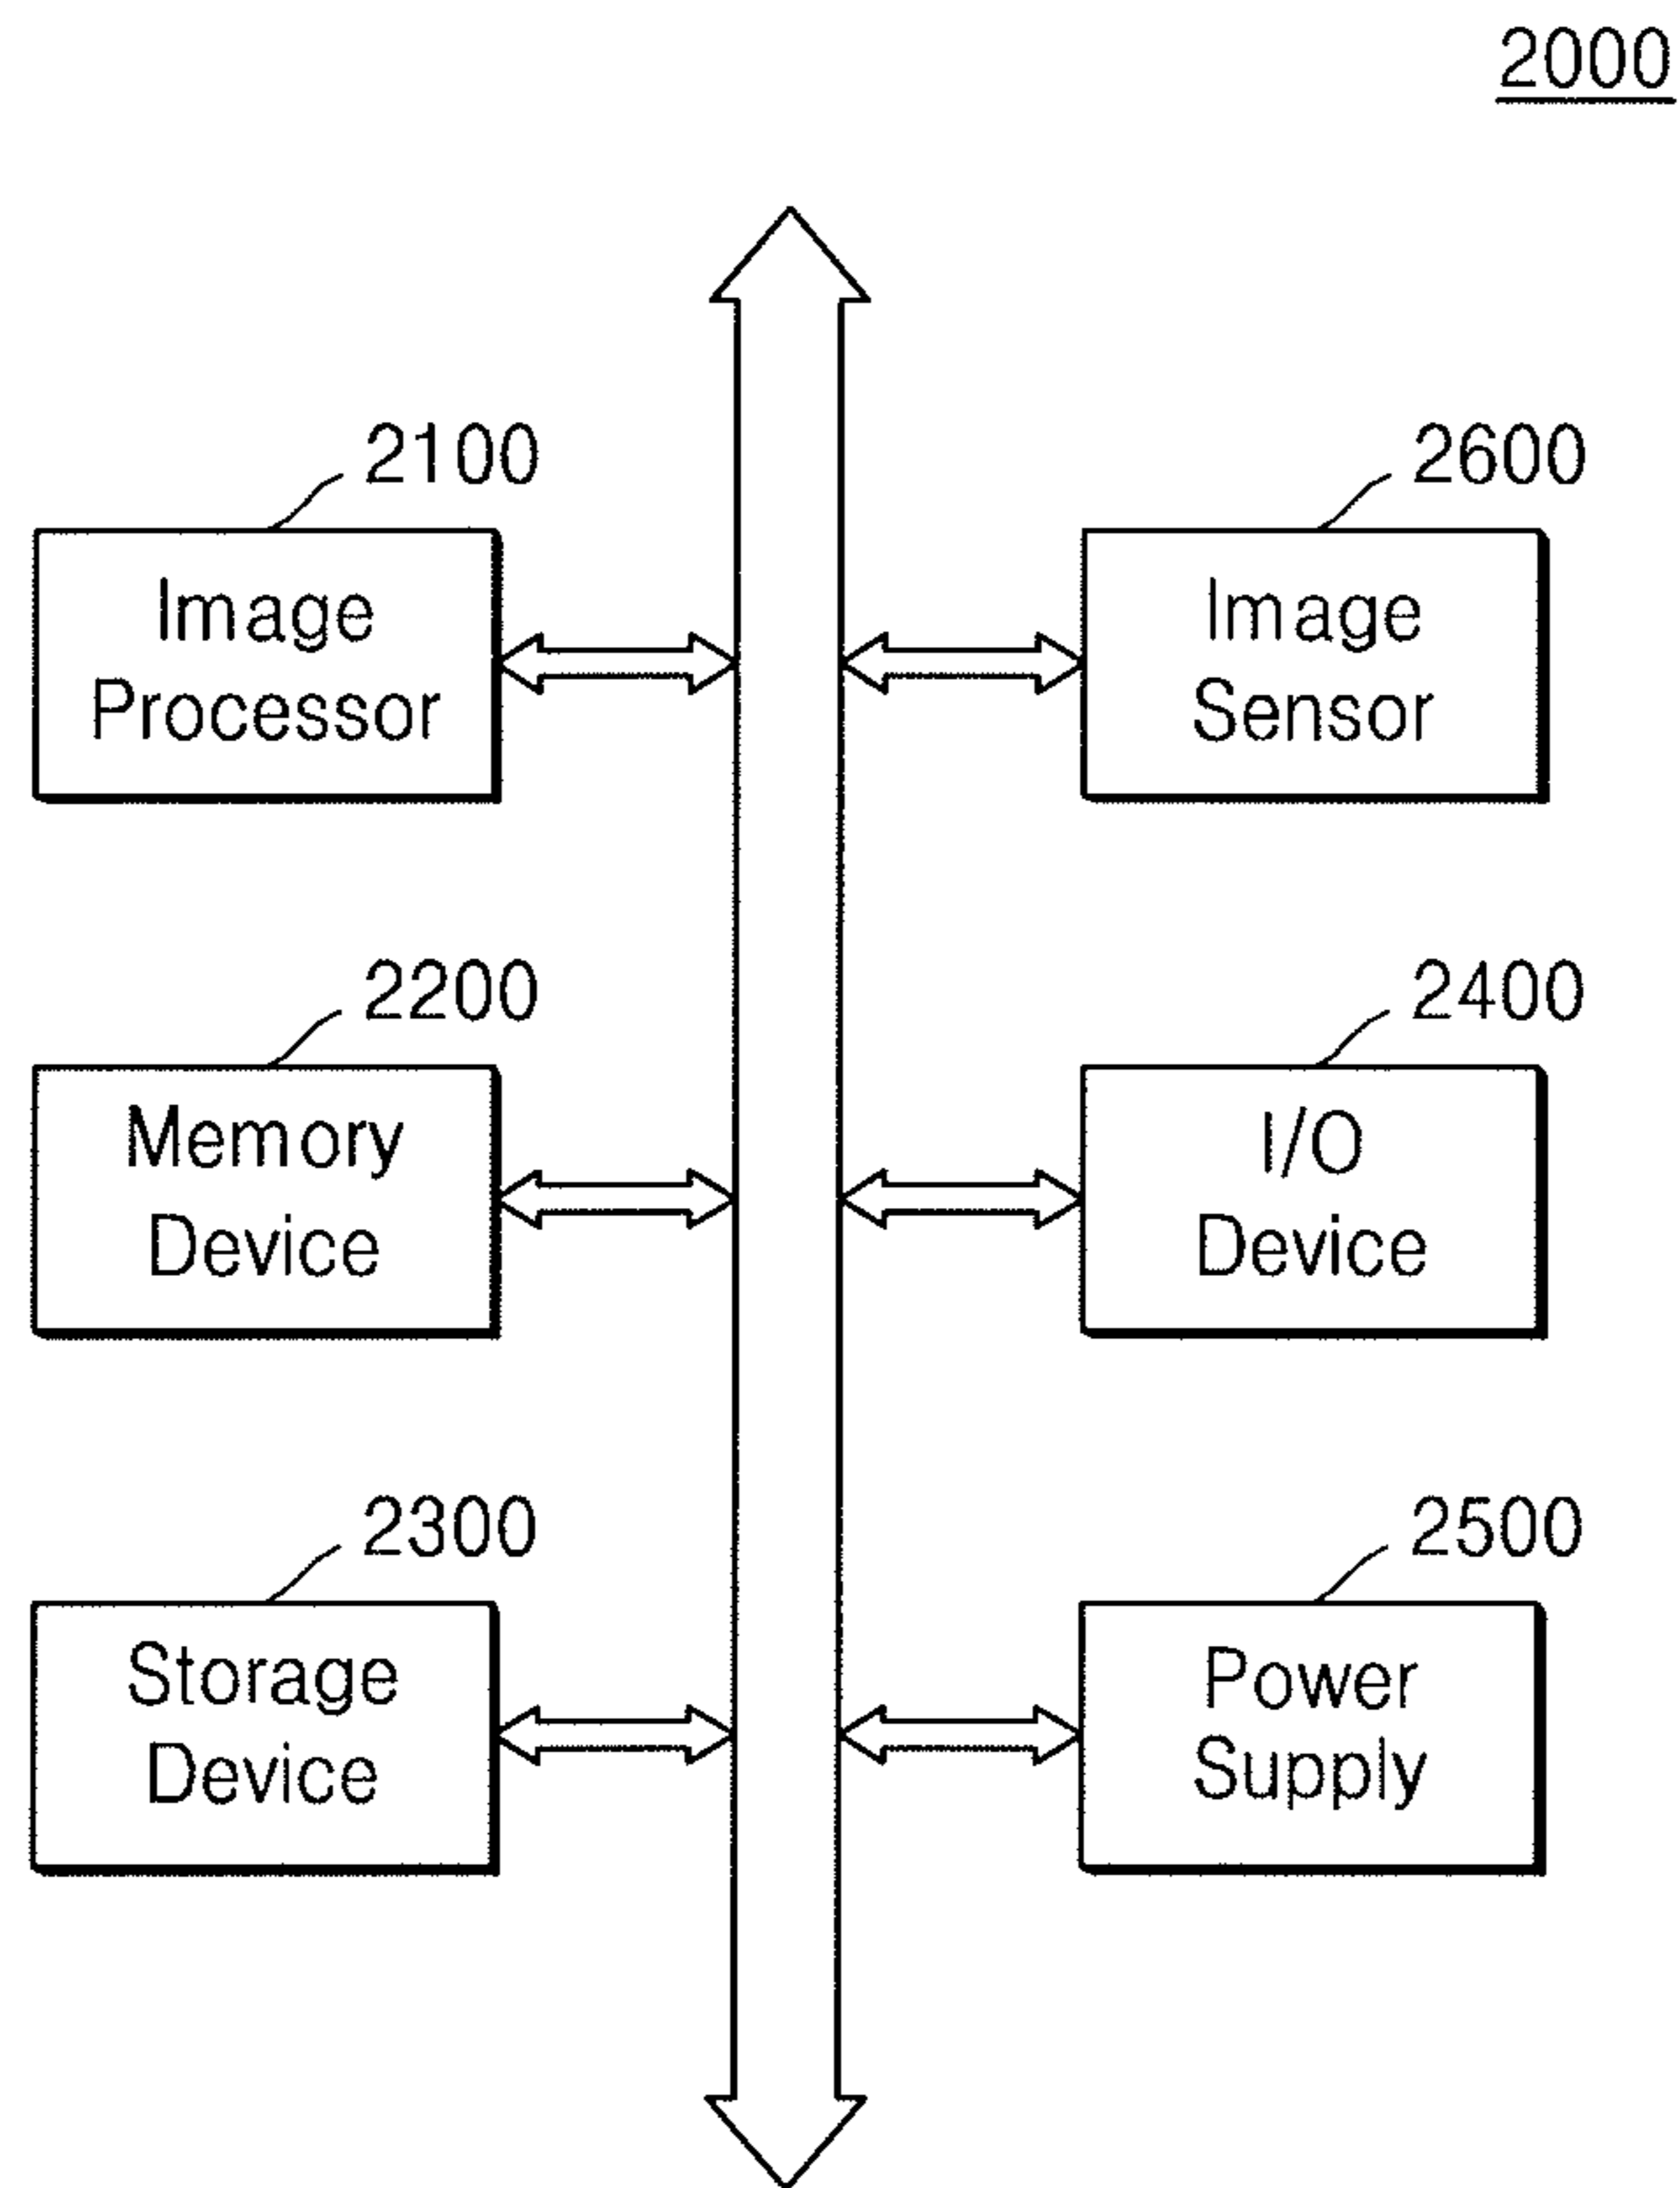 2000
2100
2600
Image
Processor
Image
Sensor
2200
2400
Memory
Device
I/O
Device
2300
2500
Storage
Device
Power
Supply